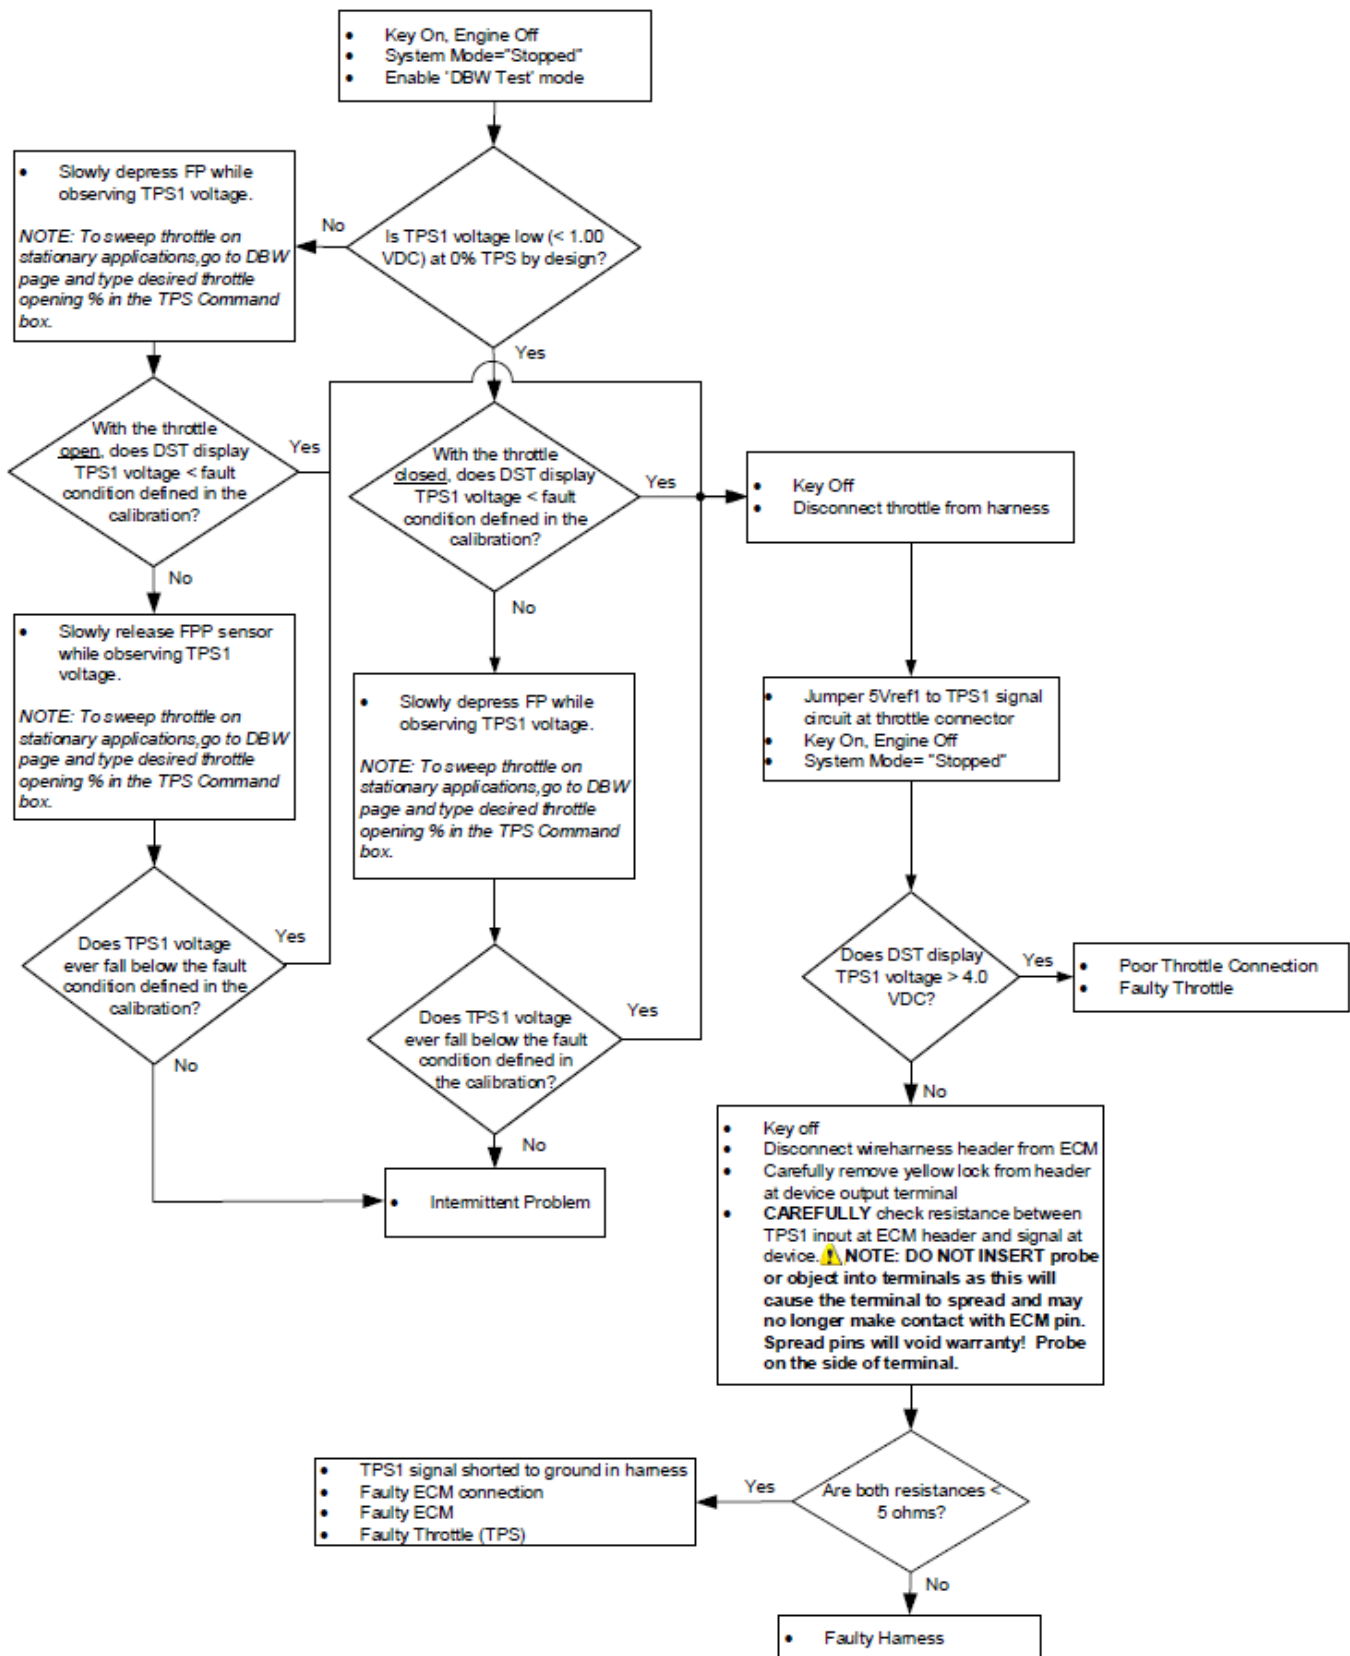 • Key On, Engine Off
• System Mode="Stopped"
• Enable 'DBW Test' mode
Is TPS1 voltage low (< 1.00
VDC) at 0% TPS by design?
No
Yes
• Slowly depress FP while
observing TPS1 voltage.
NOTE: To sweep throttle on
stationary applications,go to DBW
page and type desired throttle
opening % in the TPS Command
box.
With the throttle
open, does DST display
TPS1 voltage < fault
condition defined in the
calibration?
Yes
No
• Slowly release FPP sensor
while observing TPS1
voltage.
NOTE: To sweep throttle on
stationary applications,go to DBW
page and type desired throttle
opening % in the TPS Command
box.
Does TPS1 voltage
ever fall below the fault
condition defined in the
calibration?
Yes
No
With the throttle
closed, does DST display
TPS1 voltage < fault
condition defined in the
calibration?
Yes
No
• Slowly depress FP while
observing TPS1 voltage.
NOTE: To sweep throttle on
stationary applications,go to DBW
page and type desired throttle
opening % in the TPS Command
box.
Does TPS1 voltage
ever fall below the fault
condition defined in
the calibration?
Yes
No
• Intermittent Problem
• Key Off
• Disconnect throttle from harness
• Jumper 5Vref1 to TPS1 signal
circuit at throttle connector
• Key On, Engine Off
• System Mode= "Stopped"
Does DST display
TPS1 voltage > 4.0
VDC?
Yes
• Poor Throttle Connection
• Faulty Throttle
No
• Key off
• Disconnect wireharness header from ECM
• Carefully remove yellow lock from header
at device output terminal
• CAREFULLY check resistance between
TPS1 input at ECM header and signal at
device. NOTE: DO NOT INSERT probe
or object into terminals as this will
cause the terminal to spread and may
no longer make contact with ECM pin.
Spread pins will void warranty! Probe
on the side of terminal.
Are both resistances <
5 ohms?
Yes
• TPS1 signal shorted to ground in harness
• Faulty ECM connection
• Faulty ECM
• Faulty Throttle (TPS)
No
• Faulty Harness